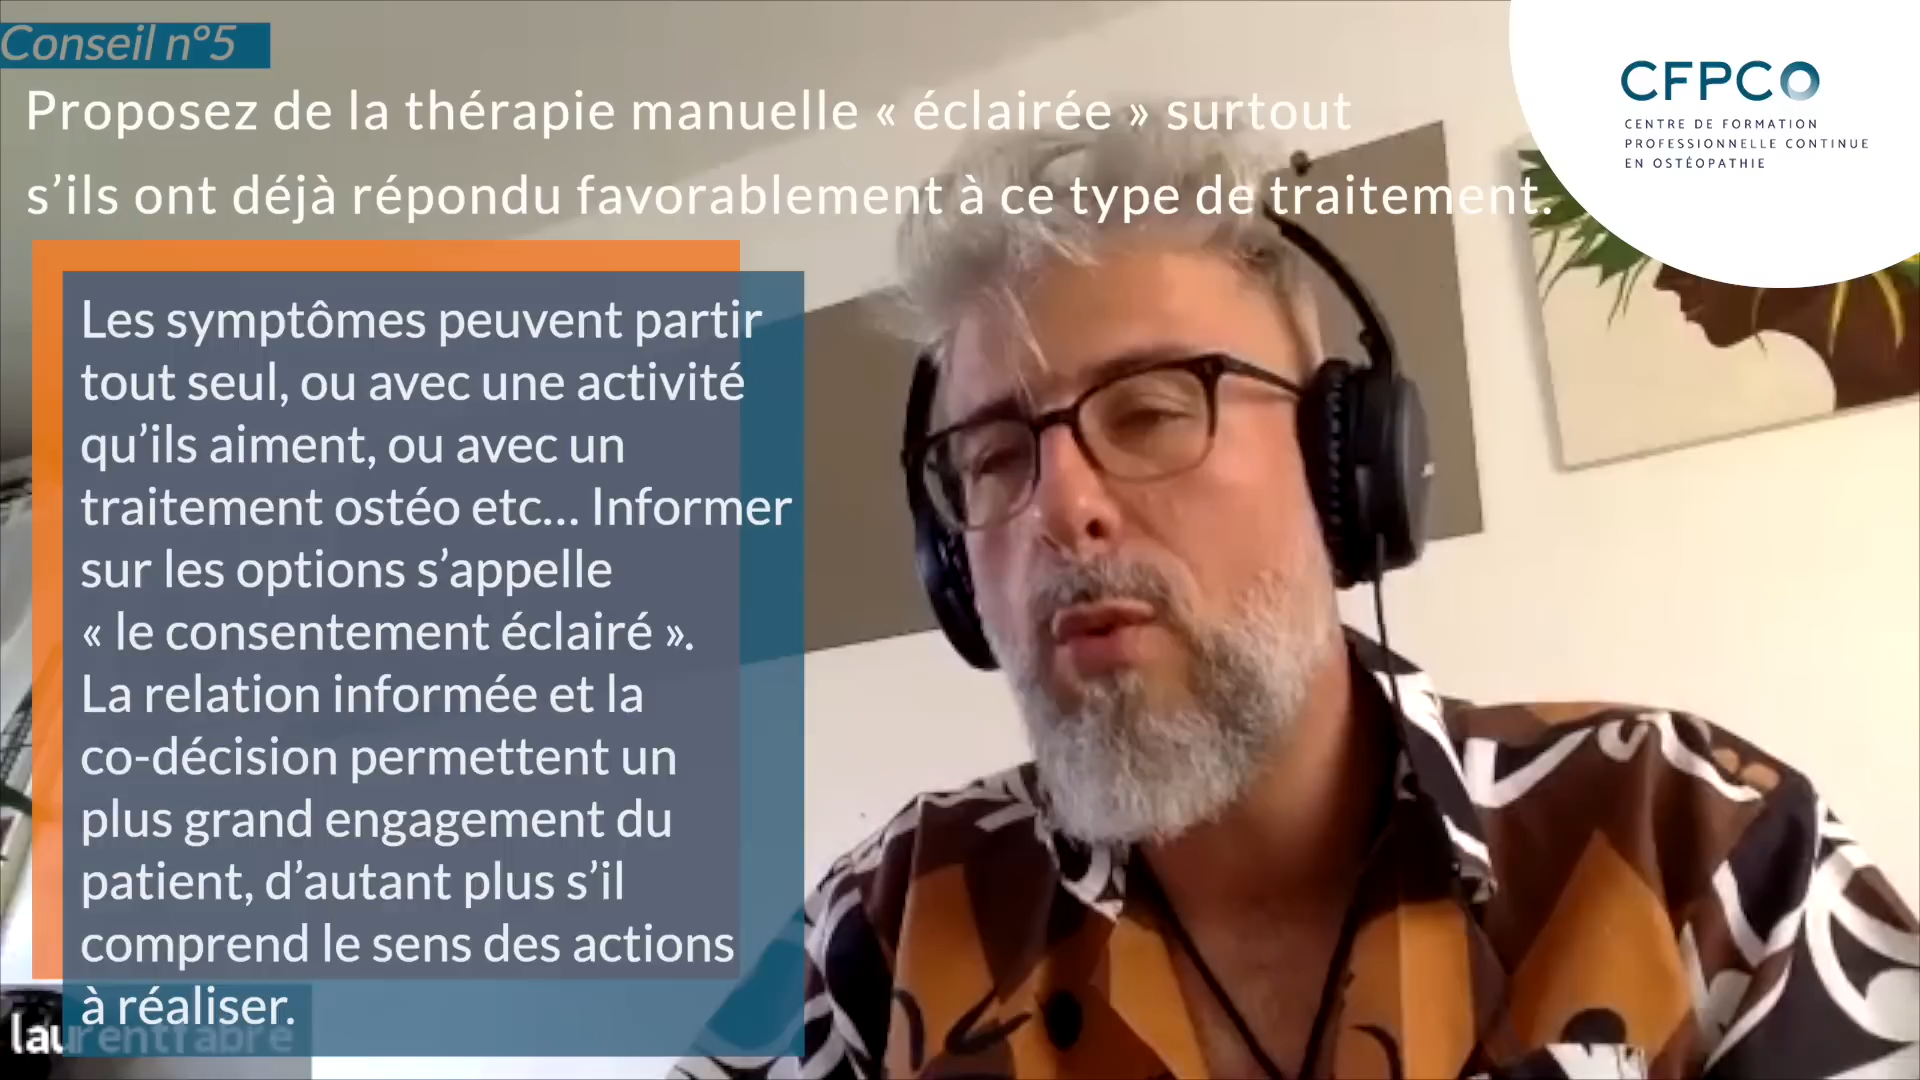 Conseil n°5
Proposez de la thérapie manuelle « éclairée » surtout
s’ils ont déjà répondu favorablement à ce type de traitement.
CFPCO
CENTRE DE FORMATION
PROFESSIONNELLE CONTINUE
EN OSTÉOPATHIE
Les symptômes peuvent partir
tout seul, ou avec une activité
qu’ils aiment, ou avec un
traitement ostéo etc... Informer
sur les options s’appelle
« le consentement éclairé ».
La relation informée et la
co-décision permettent un
plus grand engagement du
patient, d’autant plus s’il
comprend le sens des actions
à réaliser.
laurentfabre